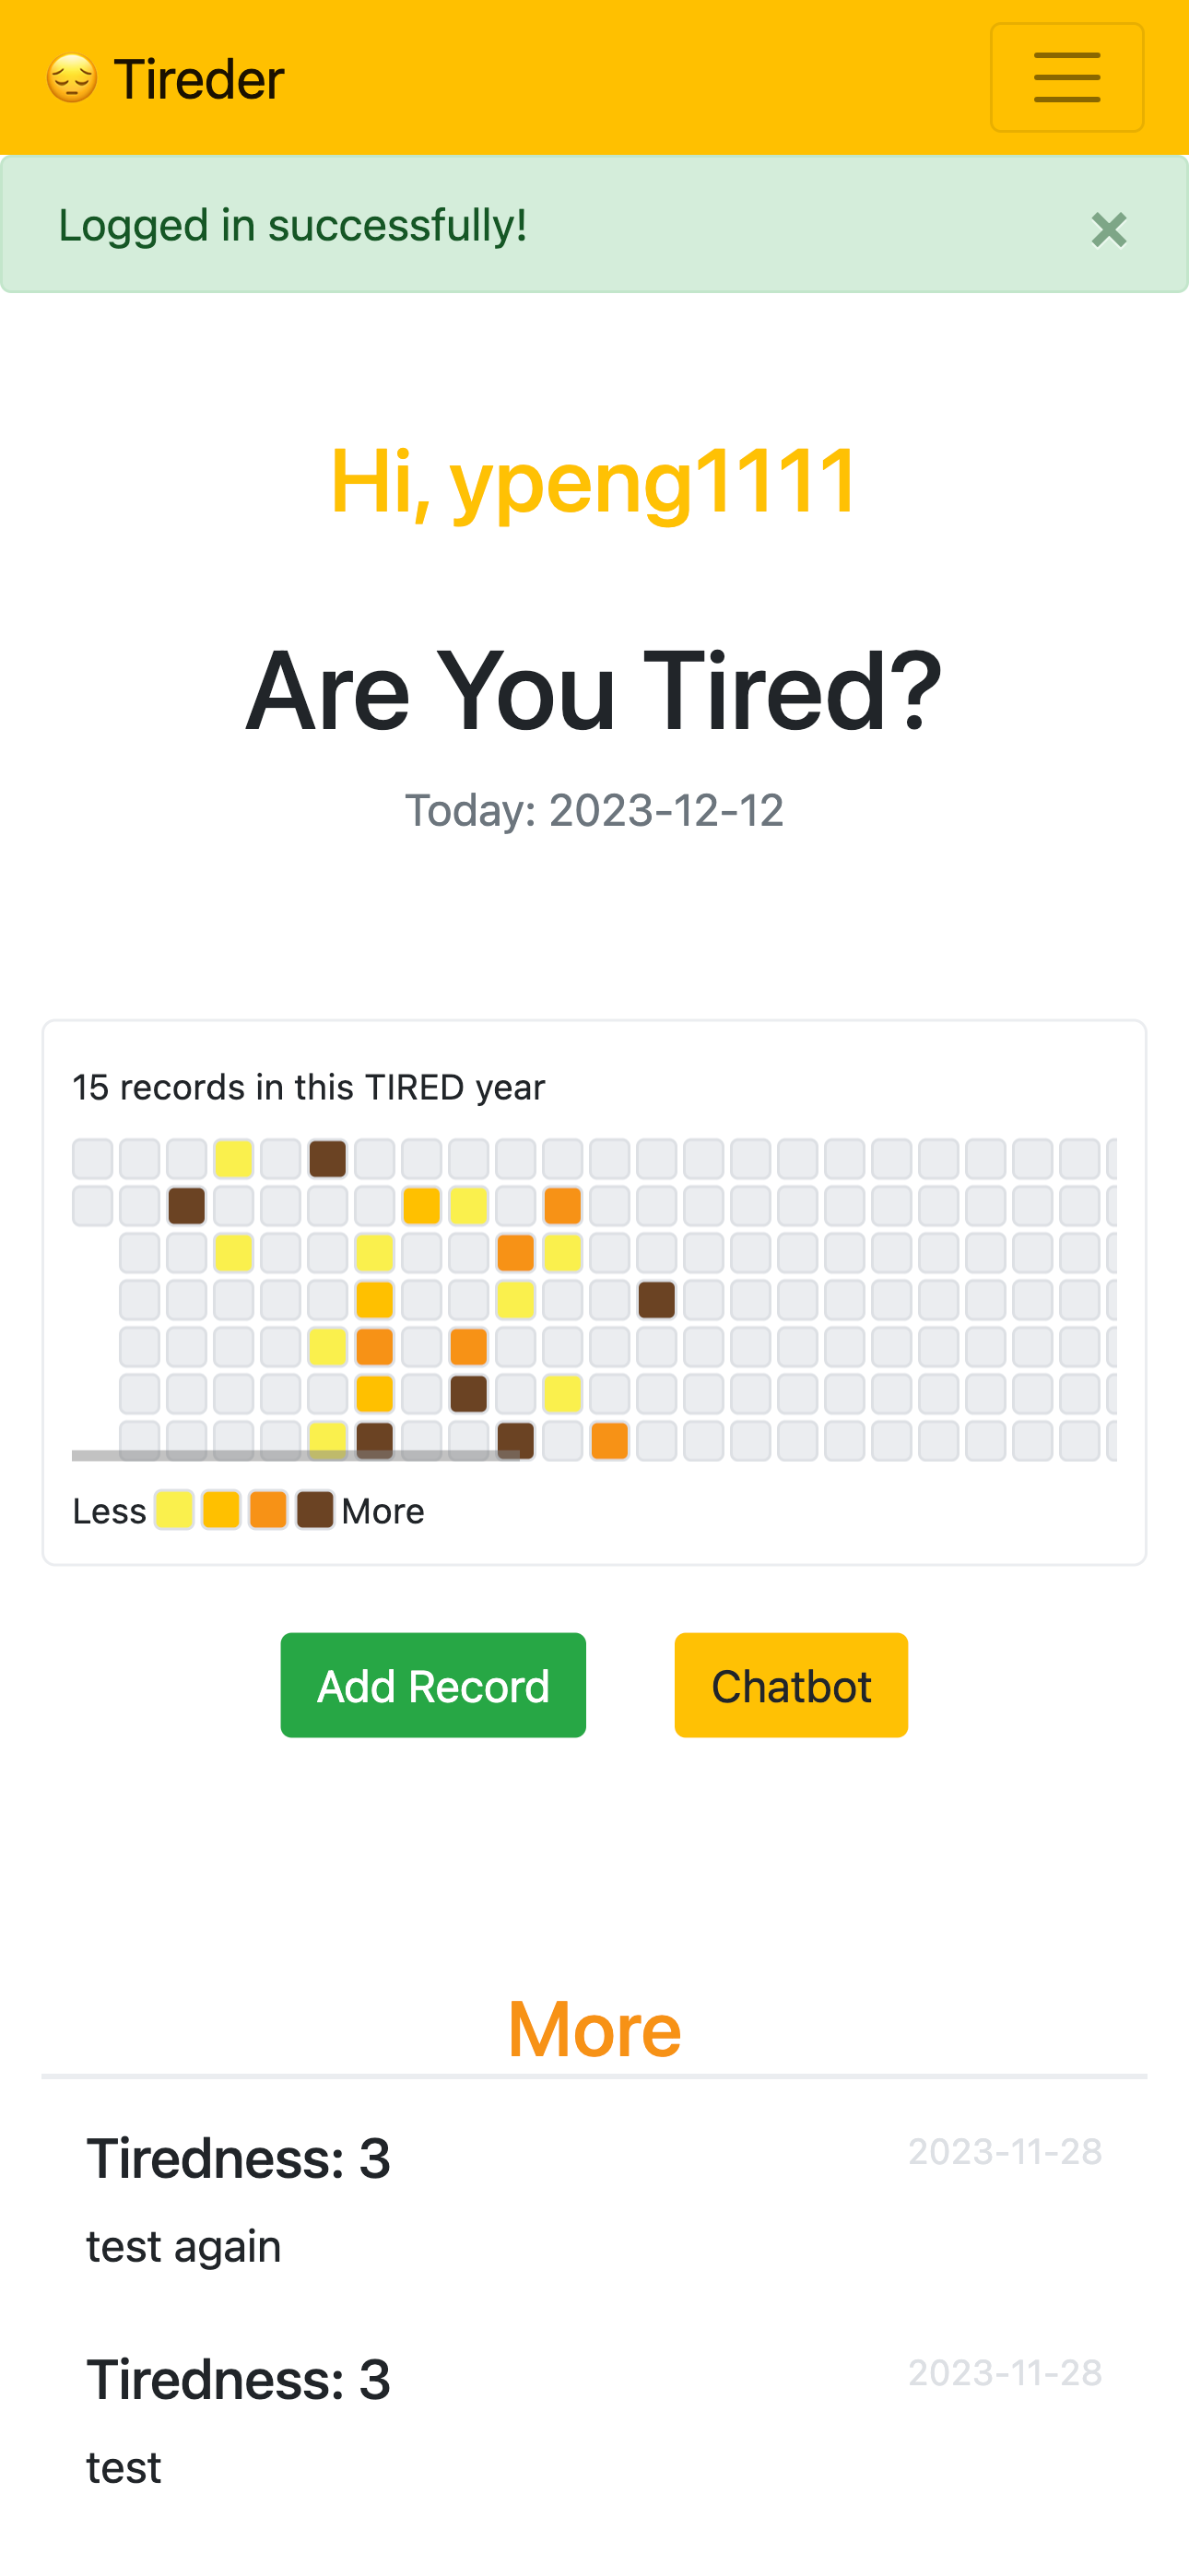 😔 Tireder
Logged in successfully!
×
Hi, ypeng1111
Are You Tired?
Today: 2023-12-12
15 records in this TIRED year
Less More
Add Record Chatbot
More
Tiredness: 3 2023-11-28
test again
Tiredness: 3 2023-11-28
test